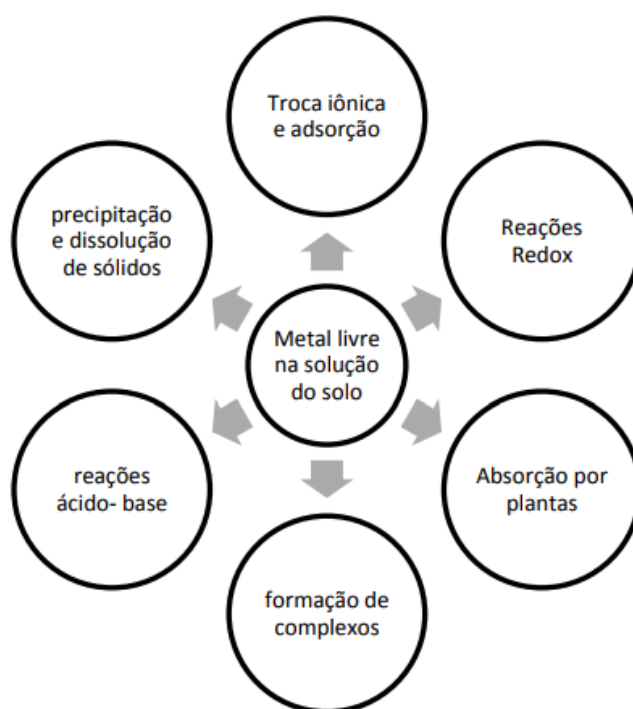 Troca iônica
e adsorção
precipitação
e dissolução
de sólidos
Reações
Redox
Metal livre
na solução
do solo
reações
ácido- base
Absorção por
plantas
formação de
complexos